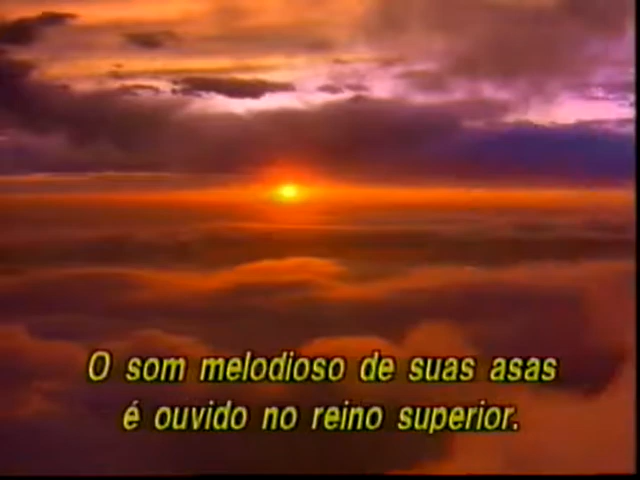 O som melodioso de suas asas
é ouvido no reino superior.